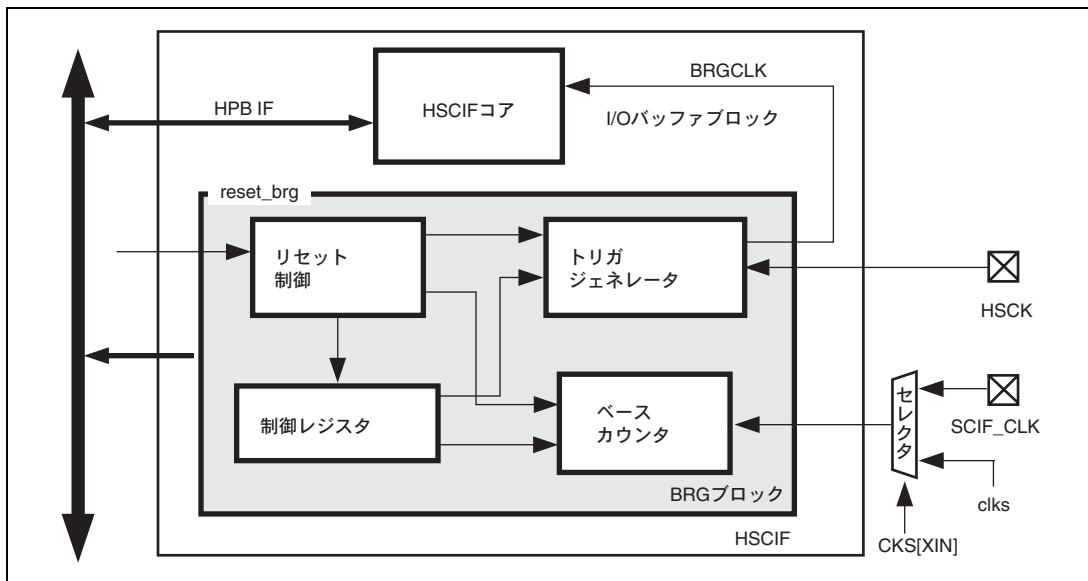 BRGCLK
HPB IF
HSCIFコア
I/Oバッファブロック
reset_brg
リセット
制御
トリガ
ジェネレータ
HSCK
制御レジスタ
ベース
カウンタ
セレクタ
SCIF_CLK
BRGブロック
clks
HSCIF
CKS[XIN]